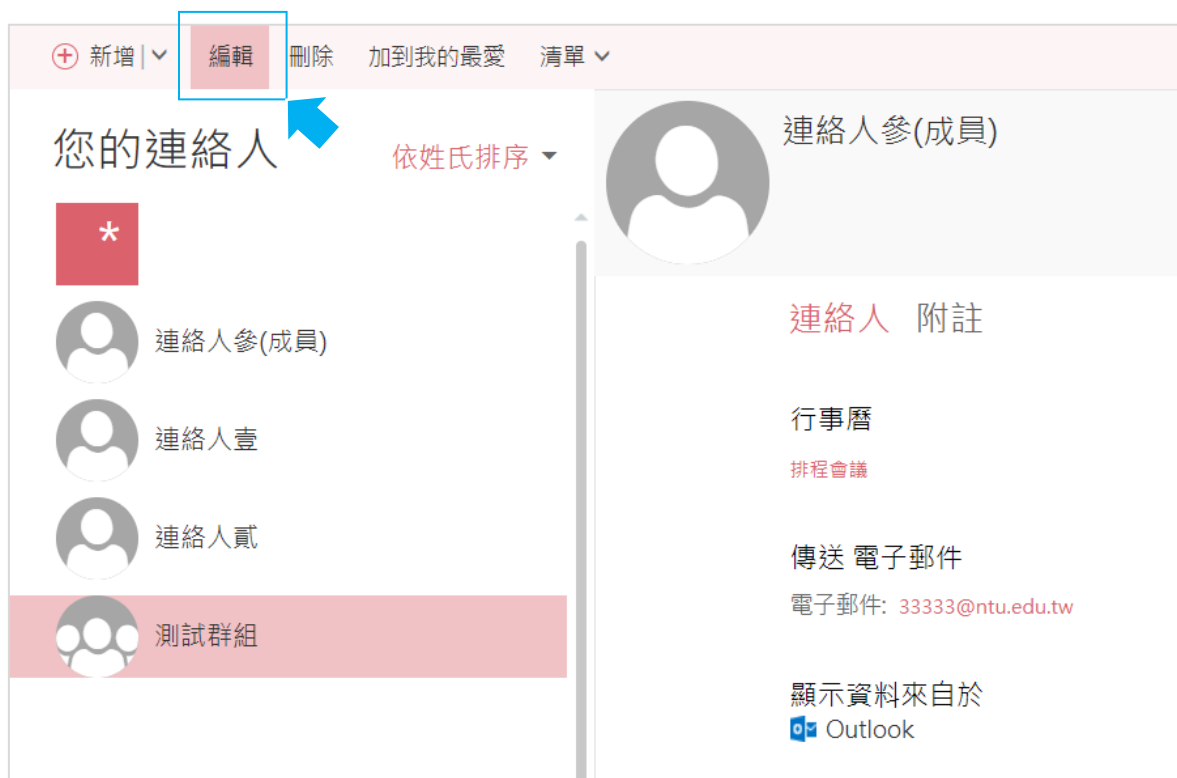 新增 | 編輯 刪除 加到我的最愛 清單
您的連絡人
依姓氏排序
*
連絡人參(成員)
連絡人壹
連絡人貳
測試群組
連絡人參(成員)
連絡人 附註
行事曆
排程會議
傳送 電子郵件
電子郵件: 33333@ntu.edu.tw
顯示資料來自於
Outlook